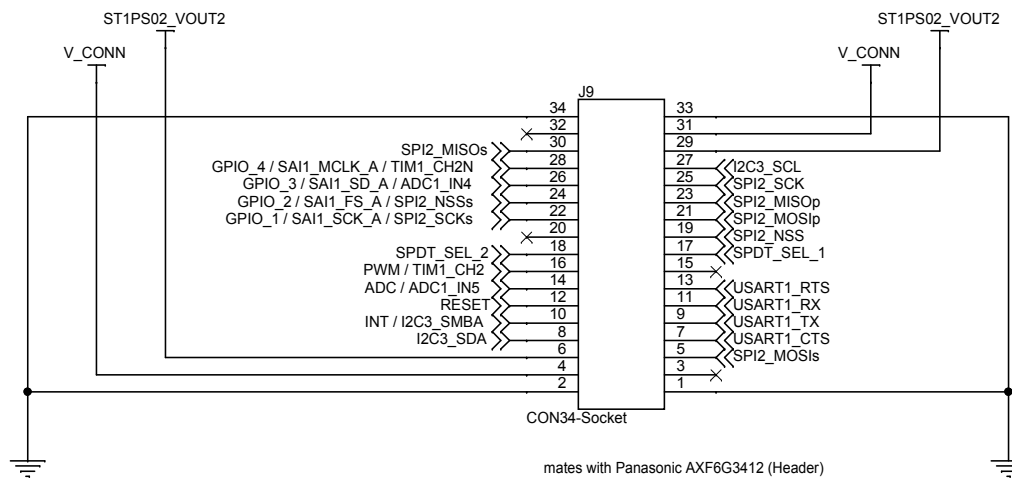 ST1PS02_VOUT2 ST1PS02_VOUT2
V_CONN V_CONN
J9
34 33
32 31
SPI2_MISOs 30 29
GPIO_4 / SAI1_MCLK_A / TIM1_CH2N 28 27 I2C3_SCL
GPIO_3 / SAI1_SD_A / ADC1_IN4 26 25 SPI2_SCK
GPIO_2 / SAI1_FS_A / SPI2_NSSs 24 23 SPI2_MISOp
GPIO_1 / SAI1_SCK_A / SPI2_SCKs 22 21 SPI2_MOSIp
20 19 SPI2_NSS
SPDT_SEL_2 18 17 SPDT_SEL_1
PWM / TIM1_CH2 16 15
ADC / ADC1_IN5 14 13 USART1_RTS
RESET 12 11 USART1_RX
INT / I2C3_SMBA 10 9 USART1_TX
I2C3_SDA 8 7 USART1_CTS
6 5 SPI2_MOSIs
4 3
2 1
CON34-Socket
mates with Panasonic AXF6G3412 (Header)